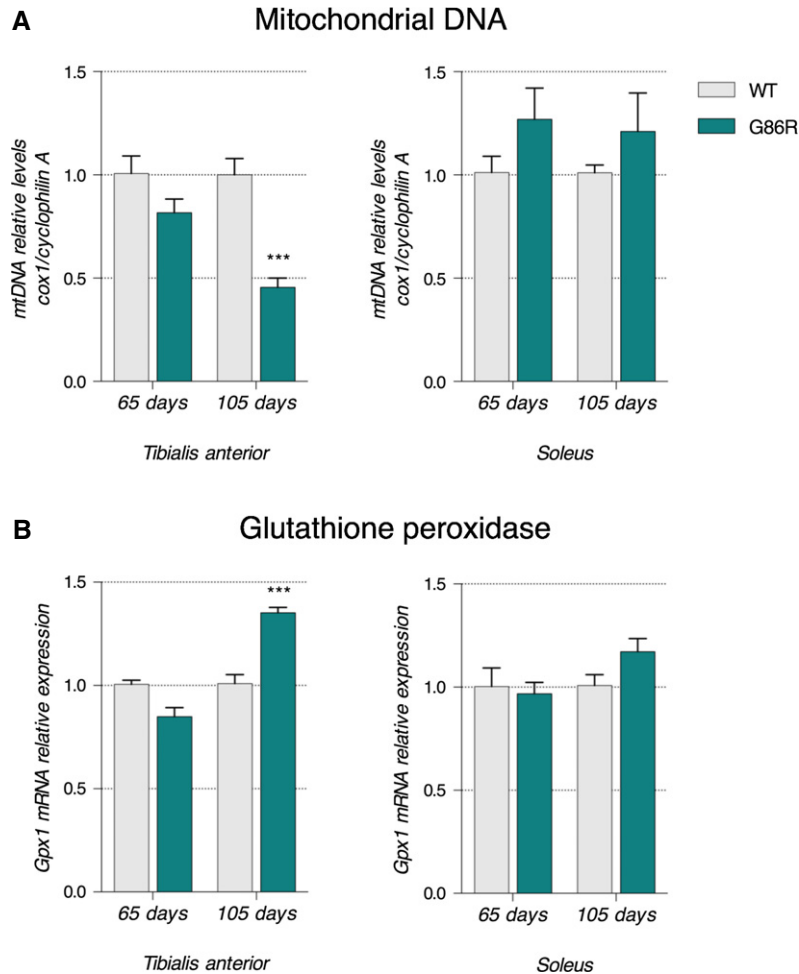 A
Mitochondrial DNA
mtDNA relative levels
cox1/cyclophilin A
1.5
1.0
0.5
0.0
***
65 days
105 days
Tibialis anterior
mtDNA relative levels
cox1/cyclophilin A
1.5
1.0
0.5
0.0
65 days
105 days
Soleus
WT
G86R
B
Glutathione peroxidase
Gpx1 mRNA relative expression
1.5
1.0
0.5
0.0
***
65 days
105 days
Tibialis anterior
Gpx1 mRNA relative expression
1.5
1.0
0.5
0.0
65 days
105 days
Soleus